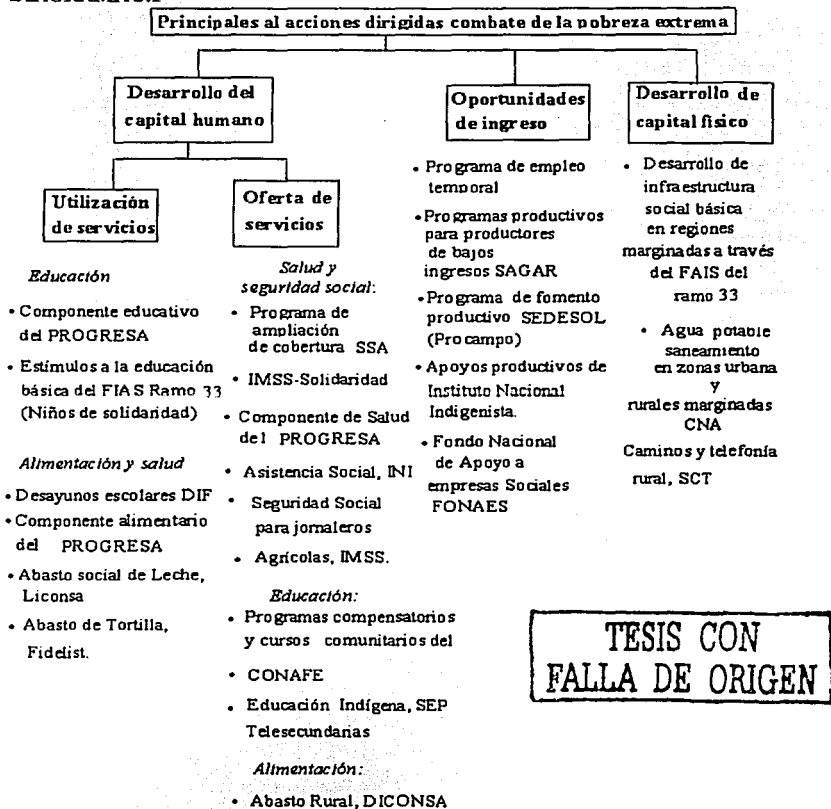 Principales al acciones dirigidas combate de la pobreza extrema
Desarrollo del
capital humano
Utilización
de servicios
Educación
• Componente educativo
del PROGRESA
• Estímulos a la educación
básica del FIAS Ramo 33
(Niños de solidaridad)
Alimentación y salud
• Desayunos escolares DIF
• Componente alimentario
del PROGRESA
• Abasto social de Leche,
Liconsa
• Abasto de Tortilla,
Fidelist.
Oferta de
servicios
Salud y
seguridad social:
• Programa de
ampliación
de cobertura SSA
• IMSS-Solidaridad
• Componente de Salud
del PROGRESA
• Asistencia Social, INI
• Seguridad Social
para jornaleros
• Agrícolas, IMSS.
Educación:
• Programas compensatorios
y cursos comunitarios del
• CONAFE
• Educación Indígena, SEP
Telesecundarias
Alimentación:
• Abasto Rural, DICONSA
Oportunidades
de ingreso
• Programa de empleo
temporal
• Programas productivos
para productores
de bajos
ingresos SAGAR
• Programa de fomento
productivo SEDESOL
(Procampo)
• Apoyos productivos de
Instituto Nacional
Indigenista.
• Fondo Nacional
de Apoyo a
empresas Sociales
FONAES
Desarrollo de
capital físico
• Desarrollo de
infraestructura
social básica
en regiones
marginadas a través
del FAIS del
ramo 33
• Agua potable
saneamiento
en zonas urbana
y
rurales marginadas
CNA
Caminos y telefonía
rural, SCT
TESIS CON
FALLA DE ORIGEN